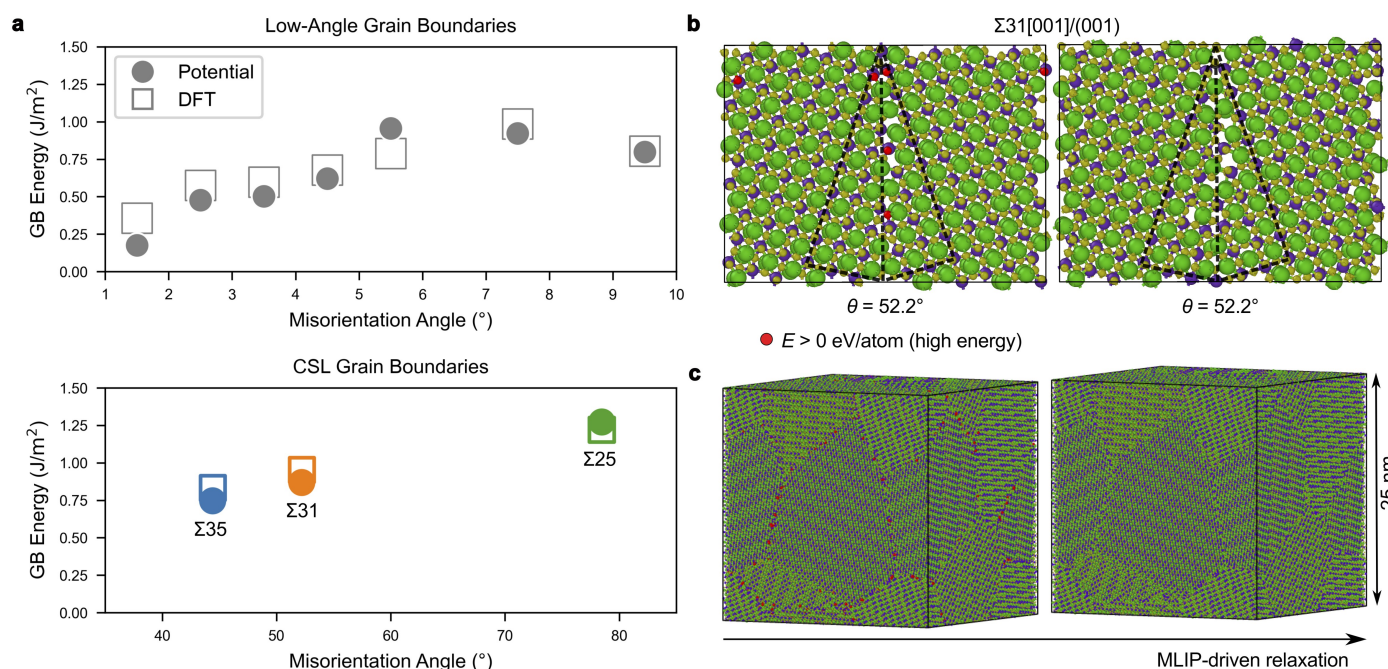 a
Low-Angle Grain Boundaries
GB Energy (J/m²)
1.50
1.25
1.00
0.75
0.50
0.25
0.00
Potential
DFT
1 2 3 4 5 6 7 8 9 10
Misorientation Angle (°)
CSL Grain Boundaries
GB Energy (J/m²)
1.50
1.25
1.00
0.75
0.50
0.25
0.00
Σ35
Σ31
Σ25
40 50 60 70 80
Misorientation Angle (°)
b
Σ31[001]/(001)
θ = 52.2°
θ = 52.2°
E > 0 eV/atom (high energy)
c
25 nm
MLIP-driven relaxation